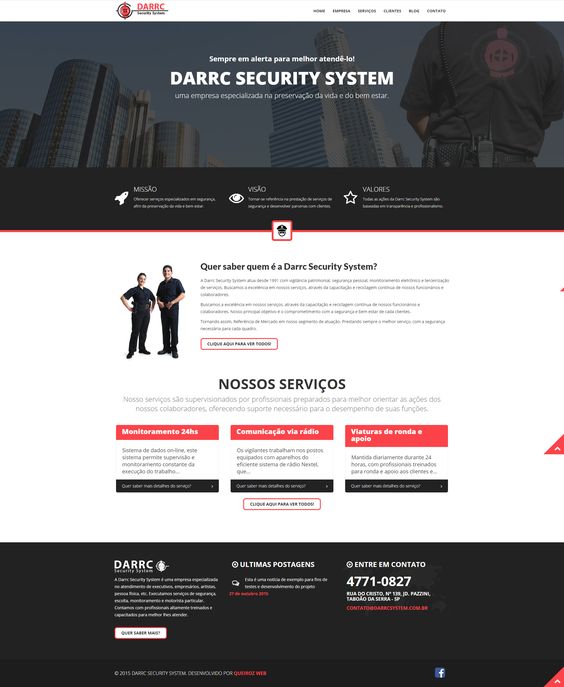 DARRC
Security System
HOME EMPRESA SERVIÇOS CLIENTES BLOG CONTATO
Sempre em alerta para melhor atendê-lo!
DARRC SECURITY SYSTEM
uma empresa especializada na preservação da vida e do bem estar.
MISSÃO
Oferecer serviços especializados em segurança,
afim da preservação da vida e bem estar.
VISÃO
Tornar-se referência na prestação de serviços de
segurança e desenvolver parcerias com clientes.
VALORES
Todas as ações da Darrc Security System são
baseadas em transparência e profissionalismo.
Quer saber quem é a Darrc Security System?
A Darrc Security System atua desde 1991 com vigilância patrimonial, segurança pessoal, monitoramento eletrônico e terceirização
de serviços. Buscamos a excelência em nossos serviços, através da capacitação e reciclagem contínua de nossos funcionários e
colaboradores.
Buscamos a excelência em nossos serviços, através da capacitação e reciclagem contínua de nossos funcionários e
colaboradores. Nosso principal objetivo é o comprometimento com a segurança e bem estar de cada clientes.
Tornando assim, Referência de Mercado em nosso segmento de atuação. Prestando sempre o melhor serviço, com a segurança
necessária para cada quadro.
CLIQUE AQUI PARA VER TODOS!
NOSSOS SERVIÇOS
Nosso serviços são supervisionados por profissionais preparados para melhor orientar as ações dos
nossos colaboradores, oferecendo suporte necessário para o desempenho de suas funções.
Monitoramento 24hs
Sistema de dados on-line, este
sistema permite supervisão e
monitoramento constante da
execução do trabalho...
Quer saber mais detalhes do serviço?
Comunicação via rádio
Os vigilantes trabalham nos postos
equipados com aparelhos do
eficiente sistema de rádio Nextel,
que...
Quer saber mais detalhes do serviço?
Viaturas de ronda e
apoio
Mantida diariamente durante 24
horas, com profissionais treinados
para ronda e apoio aos clientes e...
Quer saber mais detalhes do serviço?
CLIQUE AQUI PARA VER TODOS!
DARRC
Security System
A Darrc Security System é uma empresa especializada
no atendimento de executivos, empresários, artistas,
pessoa física, etc. Executamos serviços de segurança,
escolta, monitoramento e motorista particular.
Contamos com profissionais altamente treinados e
capacitados para melhor lhes atender.
QUER SABER MAIS?
ULTIMAS POSTAGENS
Esta é uma notícia de exemplo para fins de
testes e desenvolvimento do projeto
21 de outubro 2015
ENTRE EM CONTATO
4771-0827
RUA DO CRISTO, Nº 139, JD. PAZZINI,
TABOÃO DA SERRA - SP
CONTATO@DARRCSYSTEM.COM.BR
© 2015 DARRC SECURITY SYSTEM. DESENVOLVIDO POR QUEIROZ WEB